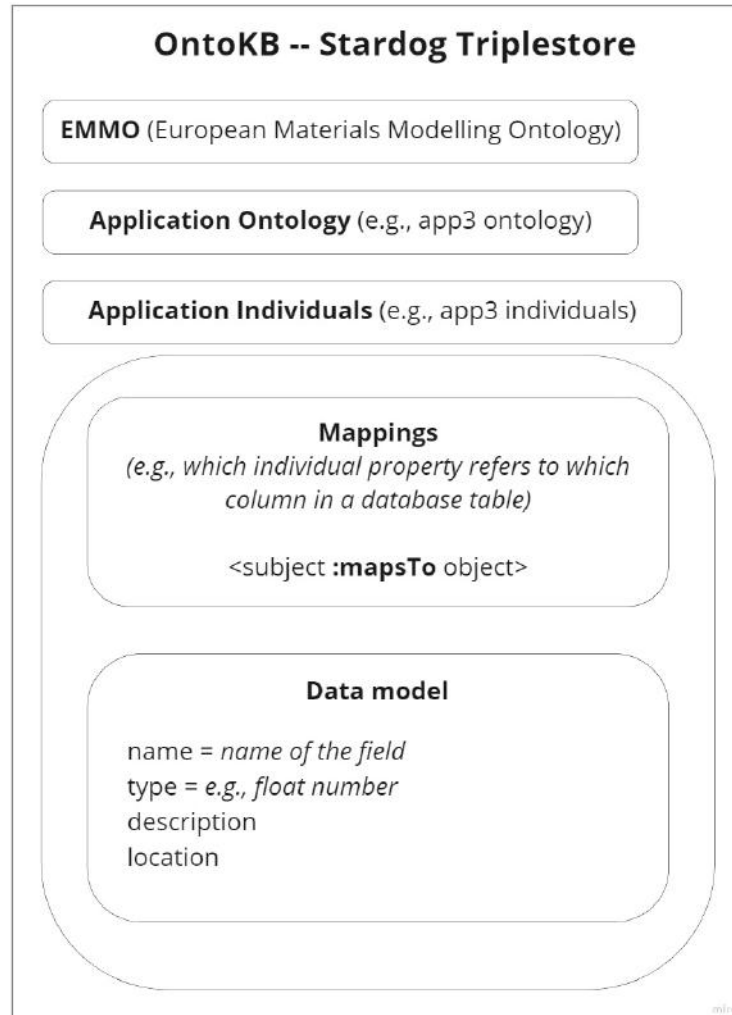 OntoKB -- Stardog Triplestore
EMMO (European Materials Modelling Ontology)
Application Ontology (e.g., app3 ontology)
Application Individuals (e.g., app3 individuals)
Mappings
(e.g., which individual property refers to which
column in a database table)
<subject :mapsTo object>
Data model
name = name of the field
type = e.g., float number
description
location